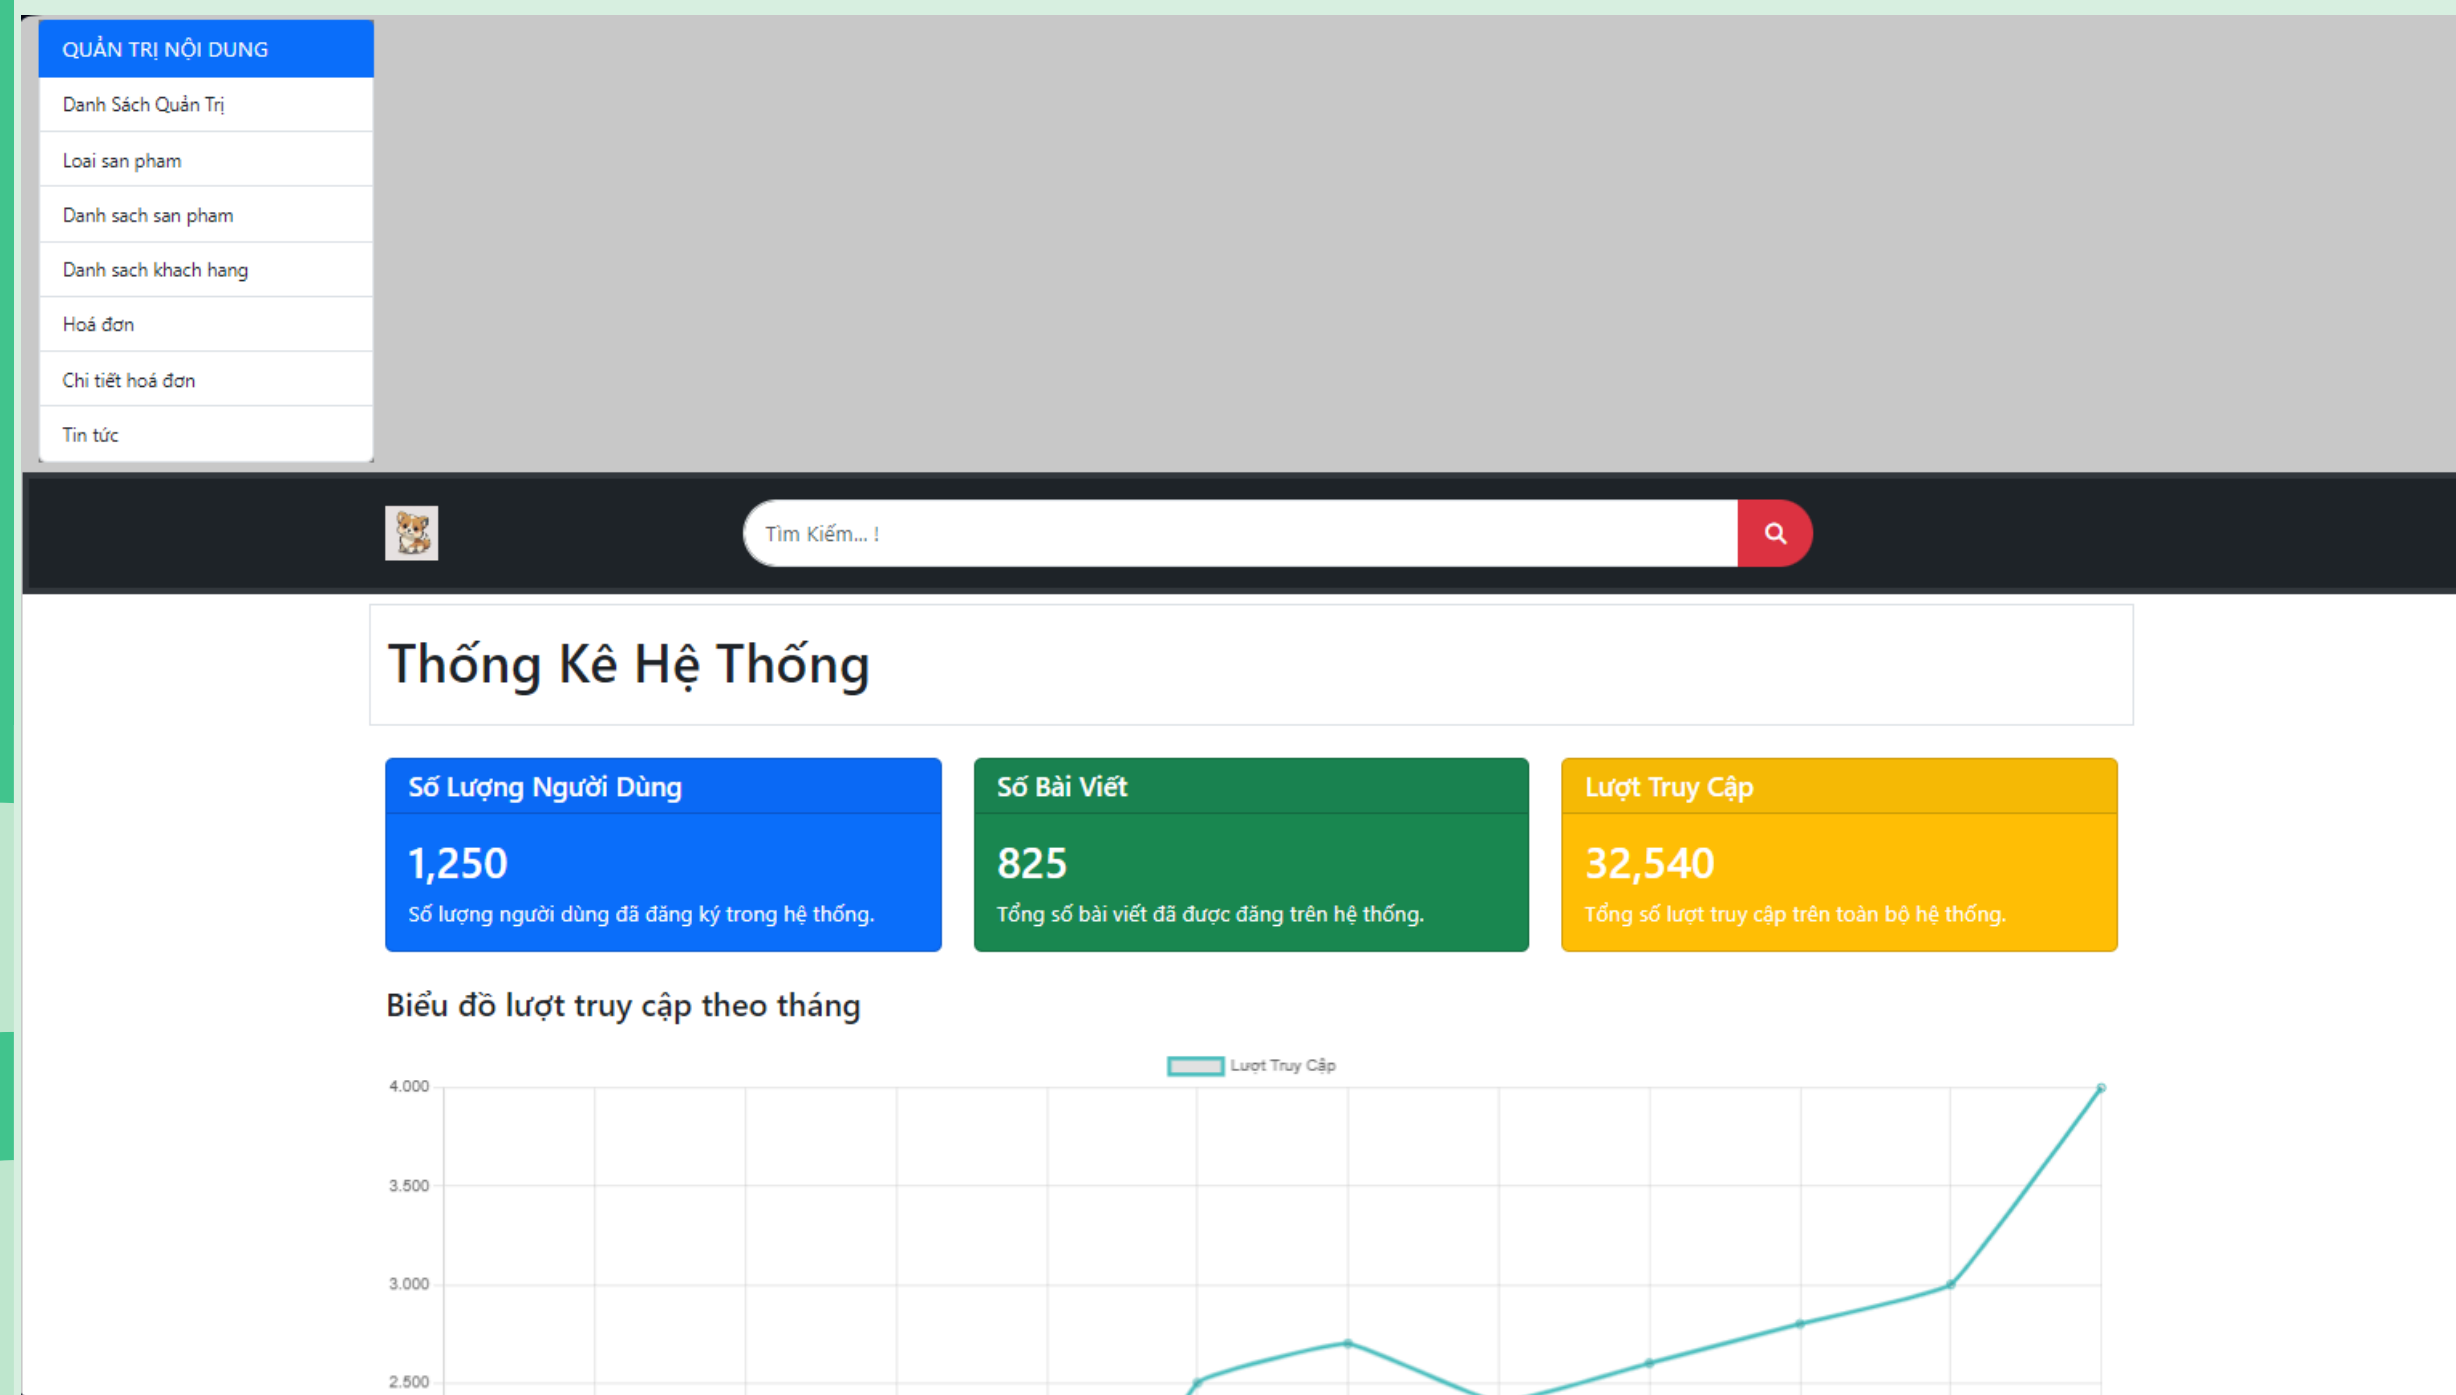 QUẢN TRỊ NỘI DUNG
Danh Sách Quản Trị
Loai san pham
Danh sach san pham
Danh sach khach hang
Hoá đơn
Chi tiết hoá đơn
Tin tức
Tìm Kiếm... !
Thống Kê Hệ Thống
Số Lượng Người Dùng
1,250
Số lượng người dùng đã đăng ký trong hệ thống.
Số Bài Viết
825
Tổng số bài viết đã được đăng trên hệ thống.
Lượt Truy Cập
32,540
Tổng số lượt truy cập trên toàn bộ hệ thống.
Biểu đồ lượt truy cập theo tháng
Lượt Truy Cập
4.000
3.500
3.000
2.500